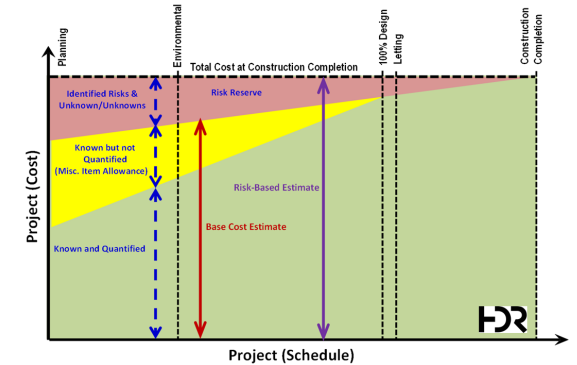 Planning
Environmental
100% Design
Letting
Construction
Completion
Total Cost at Construction Completion
Identified Risks &
Unknown/Unknowns
Risk Reserve
Known but not
Quantified
(Misc. Item Allowance)
Risk-Based Estimate
Base Cost Estimate
Known and Quantified
Project (Cost)
HDR
Project (Schedule)